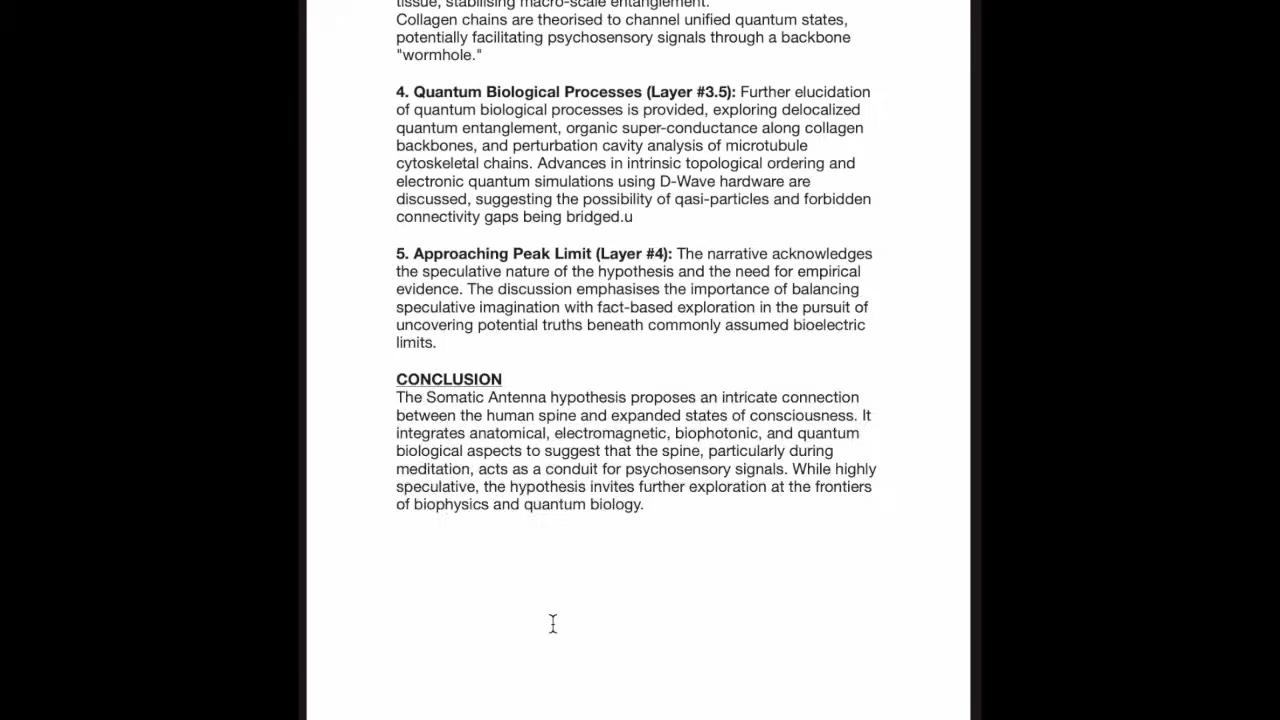 tissue, stabilising macro-scale entanglement.
Collagen chains are theorised to channel unified quantum states,
potentially facilitating psychosensory signals through a backbone
"wormhole."
4. Quantum Biological Processes (Layer #3.5): Further elucidation
of quantum biological processes is provided, exploring delocalized
quantum entanglement, organic super-conductance along collagen
backbones, and perturbation cavity analysis of microtubule
cytoskeletal chains. Advances in intrinsic topological ordering and
electronic quantum simulations using D-Wave hardware are
discussed, suggesting the possibility of qasi-particles and forbidden
connectivity gaps being bridged.u
5. Approaching Peak Limit (Layer #4): The narrative acknowledges
the speculative nature of the hypothesis and the need for empirical
evidence. The discussion emphasises the importance of balancing
speculative imagination with fact-based exploration in the pursuit of
uncovering potential truths beneath commonly assumed bioelectric
limits.
CONCLUSION
The Somatic Antenna hypothesis proposes an intricate connection
between the human spine and expanded states of consciousness. It
integrates anatomical, electromagnetic, biophotonic, and quantum
biological aspects to suggest that the spine, particularly during
meditation, acts as a conduit for psychosensory signals. While highly
speculative, the hypothesis invites further exploration at the frontiers
of biophysics and quantum biology.